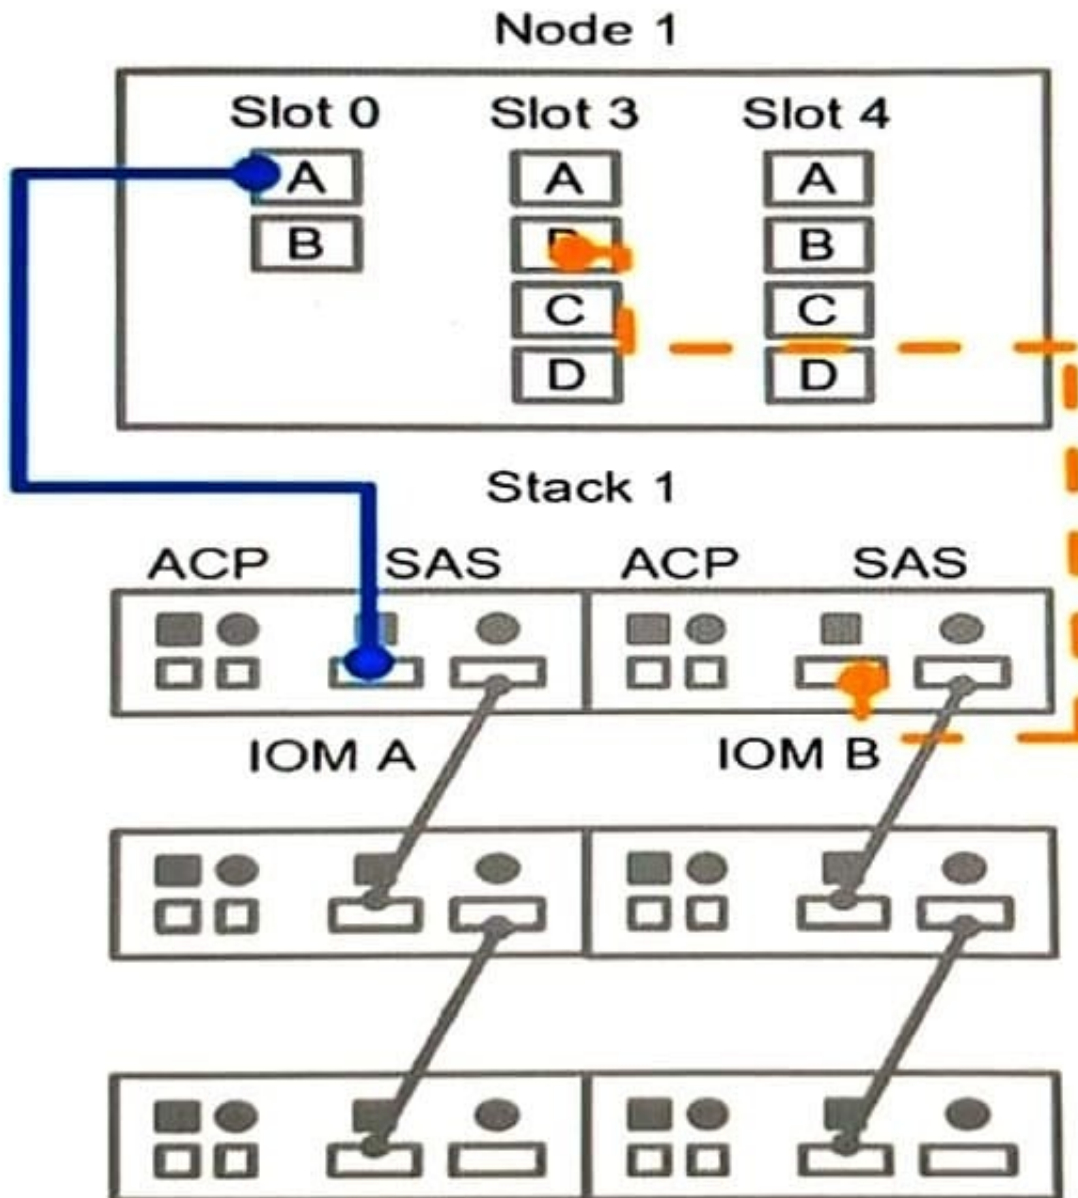 Node 1
Slot 0 Slot 3 Slot 4
A A A
B B
C C
D D
Stack 1
ACP SAS ACP SAS
IOM A IOM B